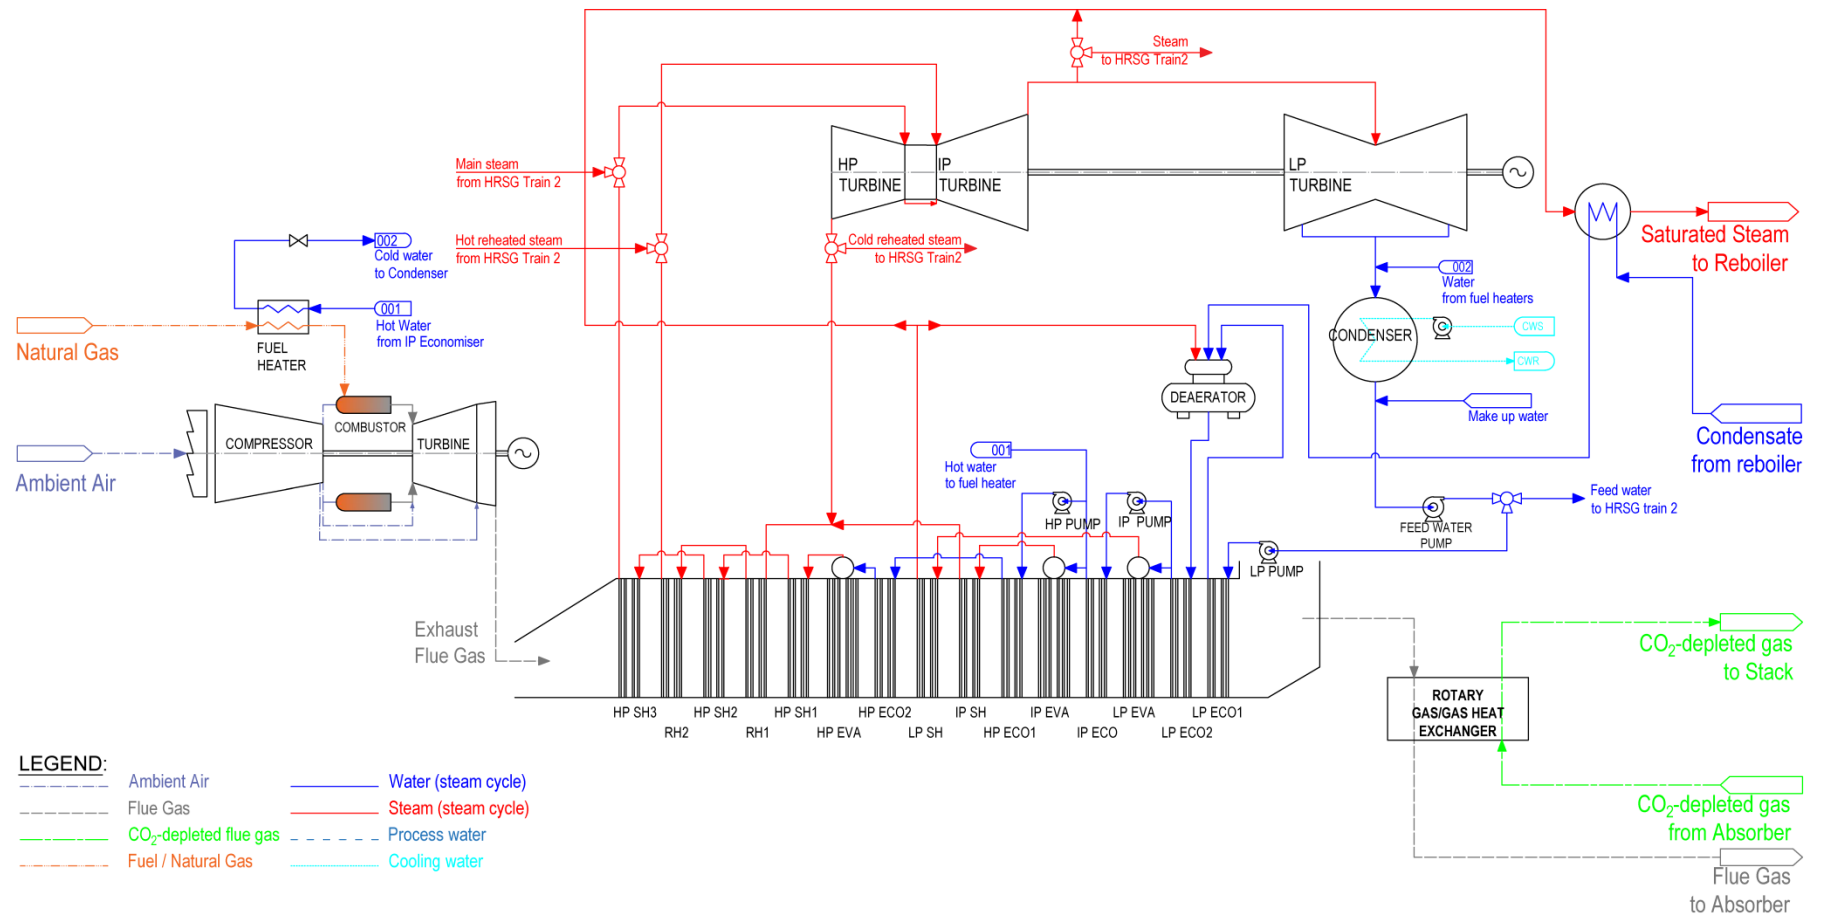 Steam
to HRSG Train2
Main steam
from HRSG Train 2
HP
TURBINE
IP
TURBINE
LP
TURBINE
Hot reheated steam
from HRSG Train 2
Cold reheated steam
to HRSG Train2
Saturated Steam
to Reboiler
002
Cold water
to Condenser
001
Hot Water
from IP Economiser
002
Water
from fuel heaters
Natural Gas
FUEL
HEATER
CONDENSER
CWS
CWR
DEAERATOR
Make up water
COMBUSTOR
COMPRESSOR
TURBINE
Ambient Air
001
Hot water
to fuel heater
Condensate
from reboiler
HP PUMP
IP PUMP
FEED WATER
PUMP
Feed water
to HRSG train 2
LP PUMP
Exhaust
Flue Gas
HP SH3
RH2
HP SH2
RH1
HP SH1
HP EVA
HP ECO2
LP SH
IP SH
HP ECO1
IP EVA
IP ECO
LP EVA
LP ECO2
LP ECO1
CO2-depleted gas
to Stack
ROTARY
GAS/GAS HEAT
EXCHANGER
CO2-depleted gas
from Absorber
Flue Gas
to Absorber
LEGEND:
Ambient Air
Flue Gas
CO2-depleted flue gas
Fuel / Natural Gas
Water (steam cycle)
Steam (steam cycle)
Process water
Cooling water